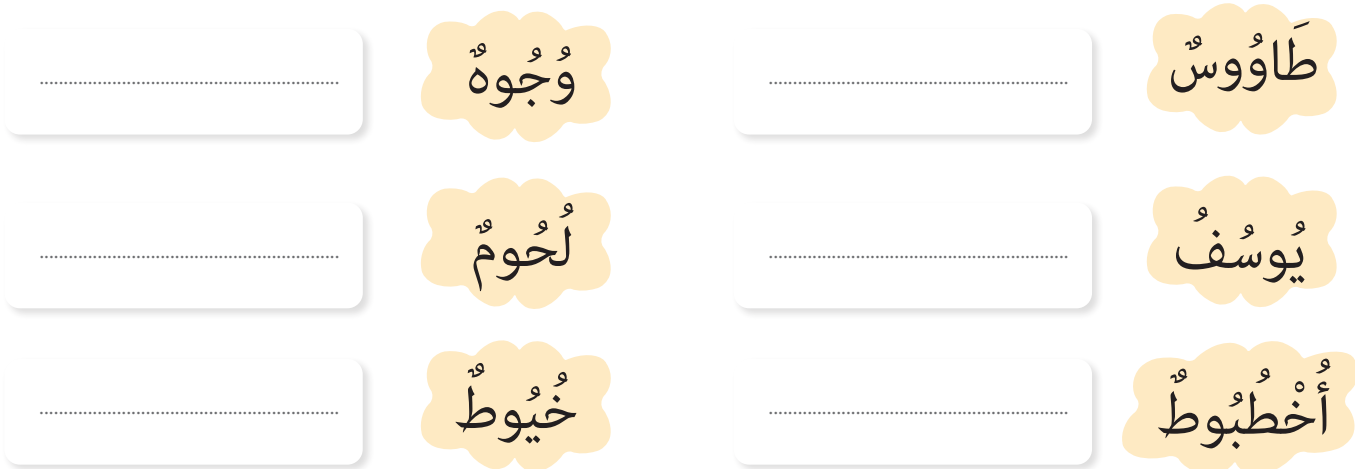 طَاوُوسٌ
وُجُوهٌ
يُوسُفُ
لُحُومٌ
أُخْطُبُوطٌ
خُيُوطٌ